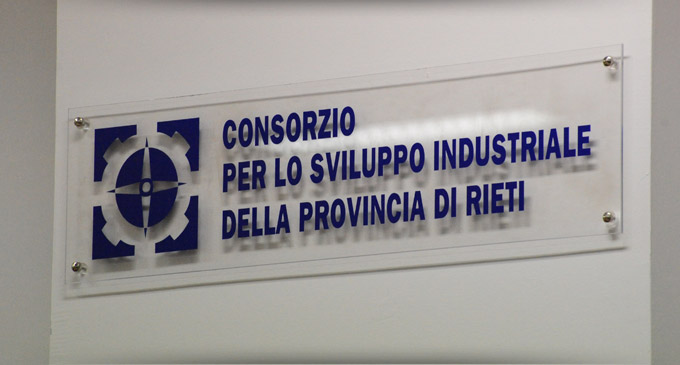 CONSORZIO
PER LO SVILUPPO INDUSTRIALE
DELLA PROVINCIA DI RIETI